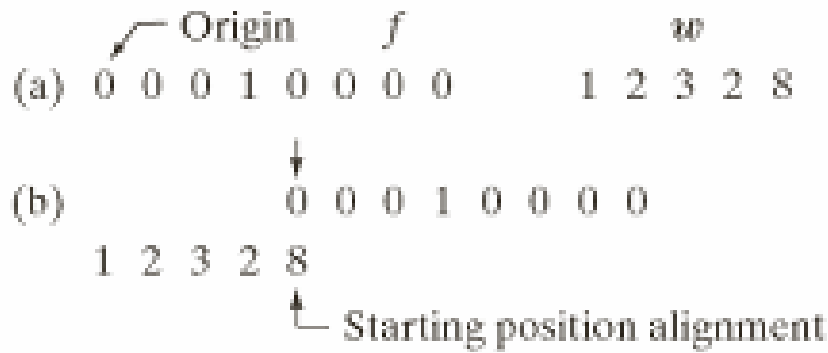 Origin f w
(a) 0 0 0 1 0 0 0 0 1 2 3 2 8
(b) 0 0 0 1 0 0 0 0
1 2 3 2 8
Starting position alignment